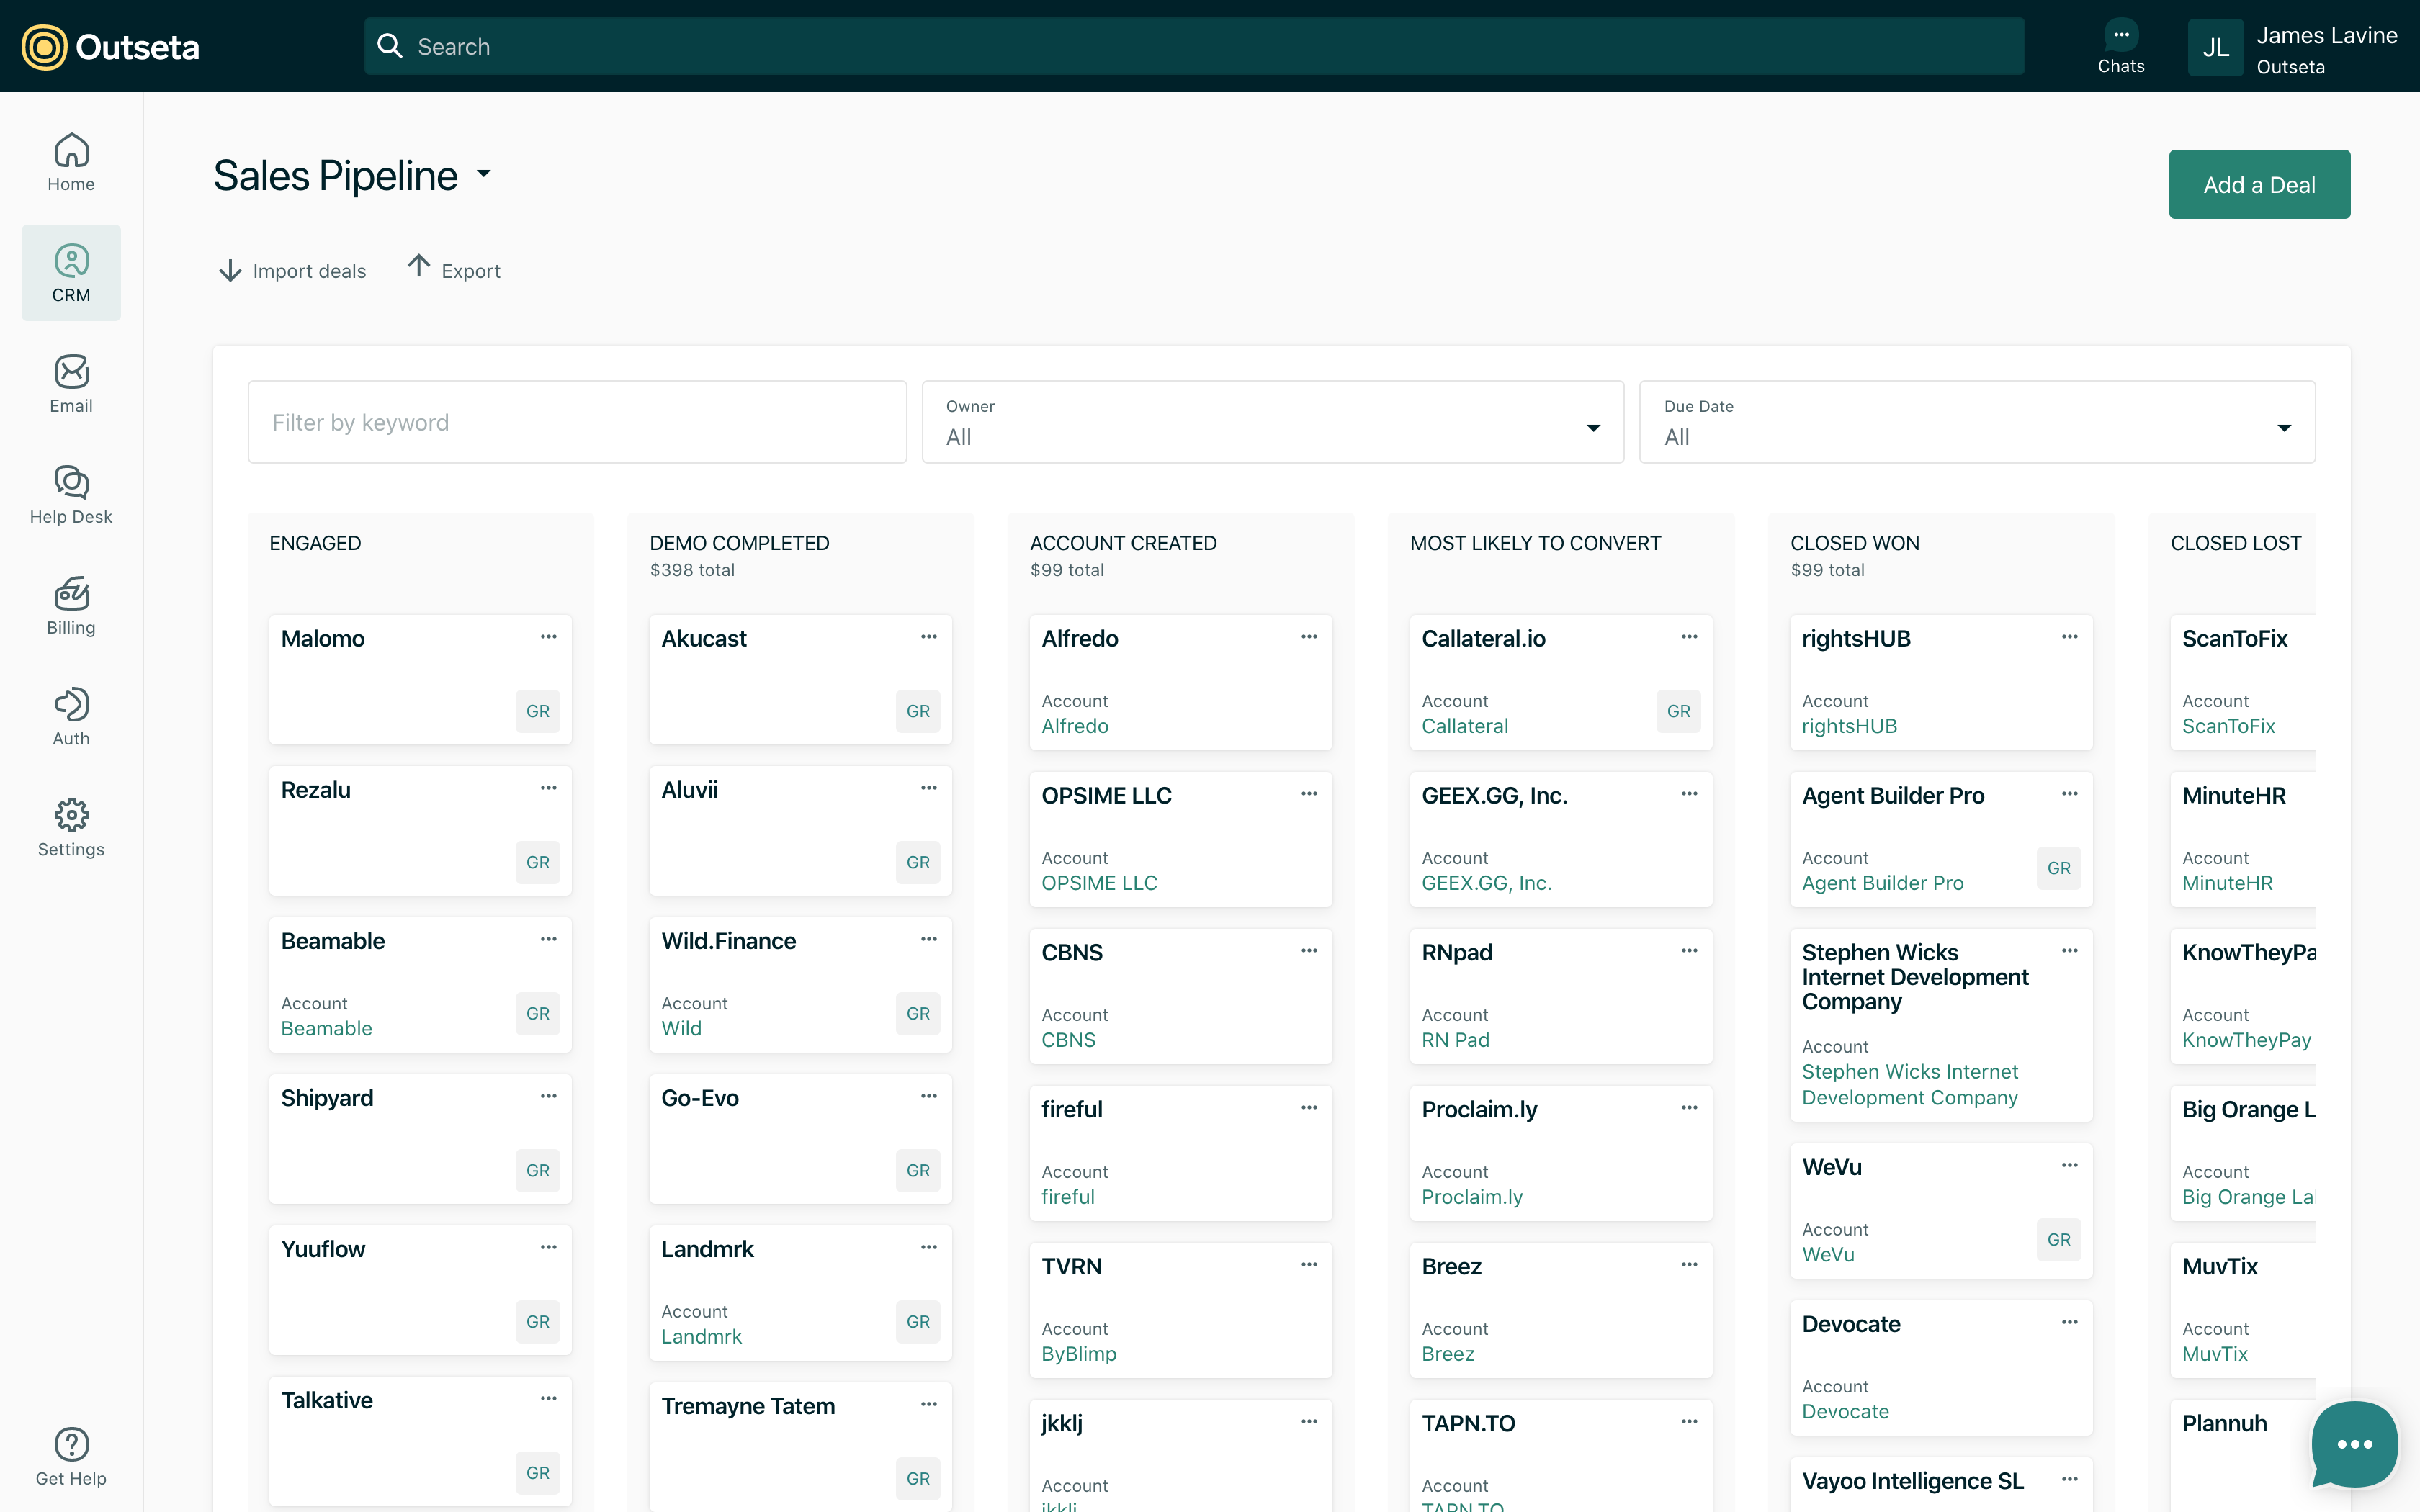 Outseta
Search
Chats
JL
James Lavine
Outseta
Home
CRM
Email
Help Desk
Billing
Auth
Settings
Get Help
Sales Pipeline
Add a Deal
Import deals
Export
Filter by keyword
Owner
All
Due Date
All
ENGAGED
Malomo
GR
Rezalu
GR
Beamable
Account
Beamable
GR
Shipyard
GR
Yuuflow
GR
Talkative
GR
DEMO COMPLETED
$398 total
Akucast
GR
Aluvii
GR
Wild.Finance
Account
Wild
GR
Go-Evo
GR
Landmrk
Account
Landmrk
GR
Tremayne Tatem
GR
ACCOUNT CREATED
$99 total
Alfredo
Account
Alfredo
OPSIME LLC
Account
OPSIME LLC
CBNS
Account
CBNS
fireful
Account
fireful
TVRN
Account
ByBlimp
jkklj
Account
jkklj
MOST LIKELY TO CONVERT
Callateral.io
Account
Callateral
GR
GEEX.GG, Inc.
Account
GEEX.GG, Inc.
RNpad
Account
RN Pad
Proclaim.ly
Account
Proclaim.ly
Breez
Account
Breez
TAPN.TO
Account
TAPN.TO
CLOSED WON
$99 total
rightsHUB
Account
rightsHUB
Agent Builder Pro
Account
Agent Builder Pro
GR
Stephen Wicks
Internet Development
Company
Account
Stephen Wicks Internet
Development Company
WeVu
Account
WeVu
GR
Devocate
Account
Devocate
Vayoo Intelligence SL
CLOSED LOST
ScanToFix
Account
ScanToFix
MinuteHR
Account
MinuteHR
KnowTheyPa
Account
KnowTheyPay
Big Orange L
Account
Big Orange Lal
MuvTix
Account
MuvTix
Plannuh